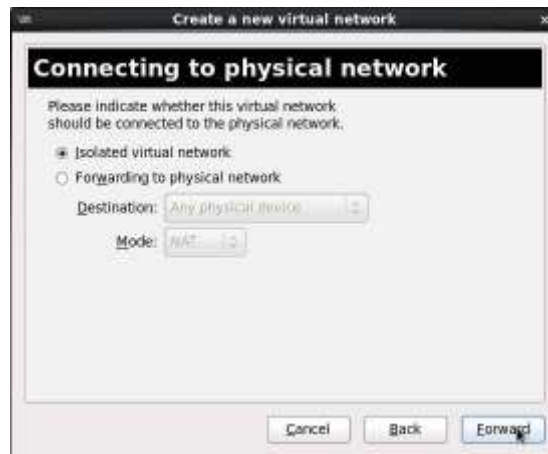 Create a new virtual network
Connecting to physical network
Please indicate whether this virtual network
should be connected to the physical network.
Isolated virtual network
Forwarding to physical network
Destination: Any physical device
Mode: NAT
Cancel Back Forward